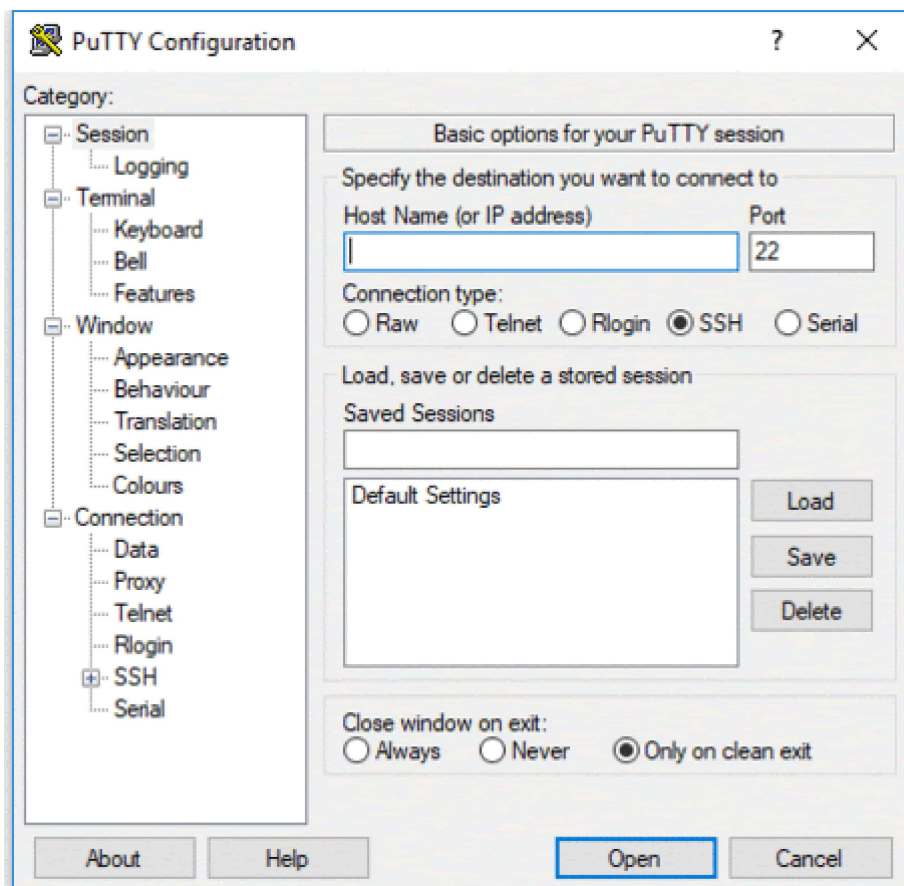 PuTTY Configuration
?
Category:
Session
Logging
Terminal
Keyboard
Bell
Features
Window
Appearance
Behaviour
Translation
Selection
Colours
Connection
Data
Proxy
Telnet
Rlogin
SSH
Serial
Basic options for your PuTTY session
Specify the destination you want to connect to
Host Name (or IP address) Port
22
Connection type:
Raw Telnet Rlogin SSH Serial
Load, save or delete a stored session
Saved Sessions
Default Settings
Load
Save
Delete
Close window on exit:
Always Never Only on clean exit
About Help Open Cancel